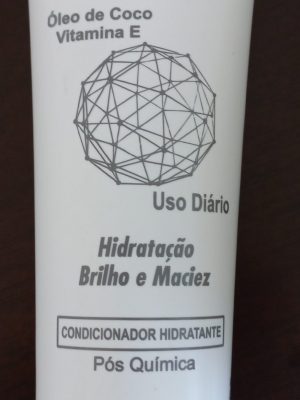 Óleo de Coco
Vitamina E
Uso Diário
Hidratação
Brilho e Maciez
CONDICIONADOR HIDRATANTE
Pós Química